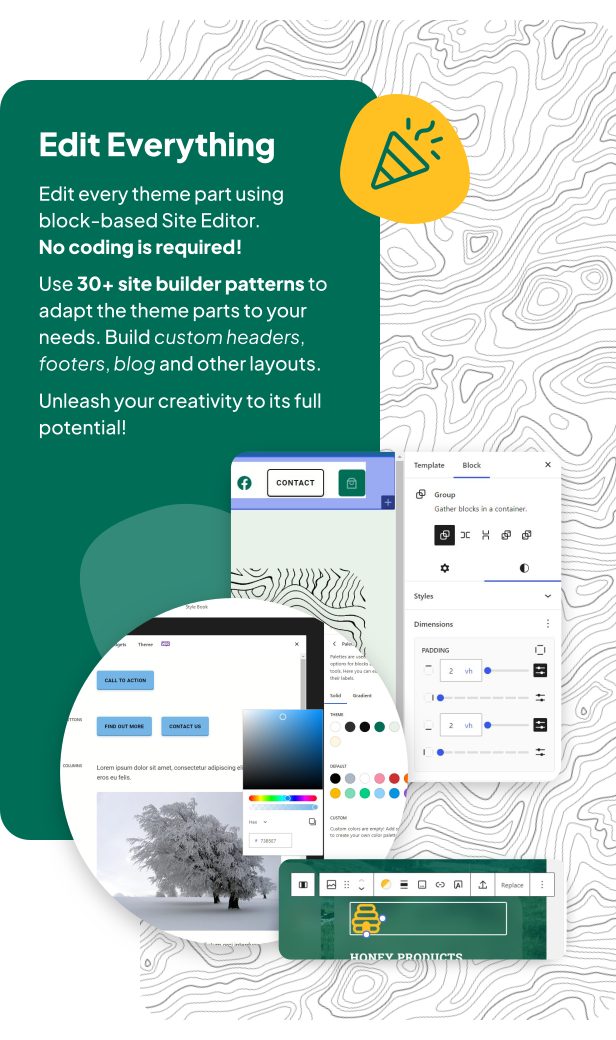 Edit Everything
Edit every theme part using
block-based Site Editor.
No coding is required!
Use 30+ site builder patterns to
adapt the theme parts to your
needs. Build custom headers,
footers, blog and other layouts.
Unleash your creativity to its full
potential!
CONTACT
Template Block
Group
Gather blocks in a container.
Styles
Dimensions
PADDING
2 vh
2 vh
Style Book
Theme
CALL TO ACTION
FIND OUT MORE CONTACT US
COLUMNS
Lorem ipsum dolor sit amet, consectetur adipiscing
eros eu felis.
Palettes are
options for blocks
tools. Here you can
their labels.
Solid Gradient
THEME
DEFAULT
CUSTOM
Custom colors are empty! Add
to create your own color
Hex
Replace
HONEY PRODUCTS